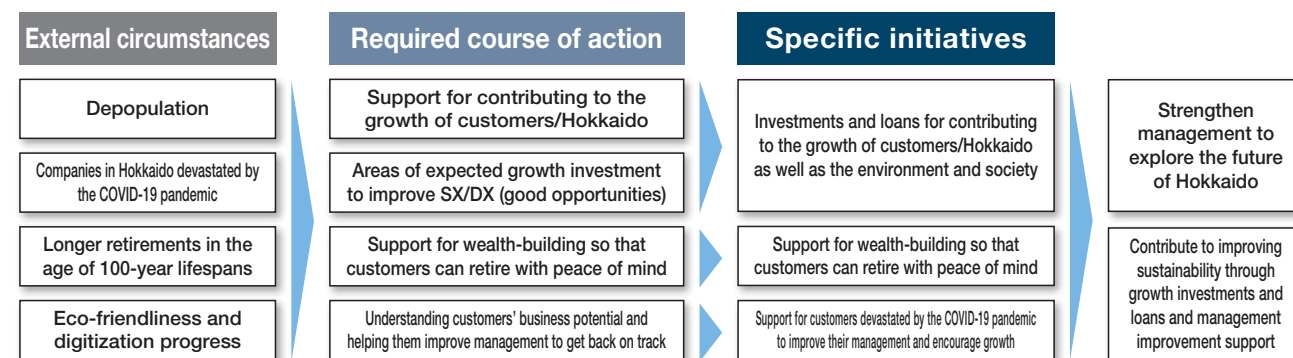 External circumstances
Required course of action
Specific initiatives
Depopulation
Companies in Hokkaido devastated by
the COVID-19 pandemic
Longer retirements in the
age of 100-year lifespans
Eco-friendliness and
digitization progress
Support for contributing to the
growth of customers/Hokkaido
Areas of expected growth investment
to improve SX/DX (good opportunities)
Support for wealth-building so that
customers can retire with peace of mind
Understanding customers' business potential and
helping them improve management to get back on track
Investments and loans for contributing
to the growth of customers/Hokkaido
as well as the environment and society
Support for wealth-building so that
customers can retire with peace of mind
Support for customers devastated by the COVID-19 pandemic
to improve their management and encourage growth
Strengthen
management to
explore the future
of Hokkaido
Contribute to improving
sustainability through
growth investments and
loans and management
improvement support